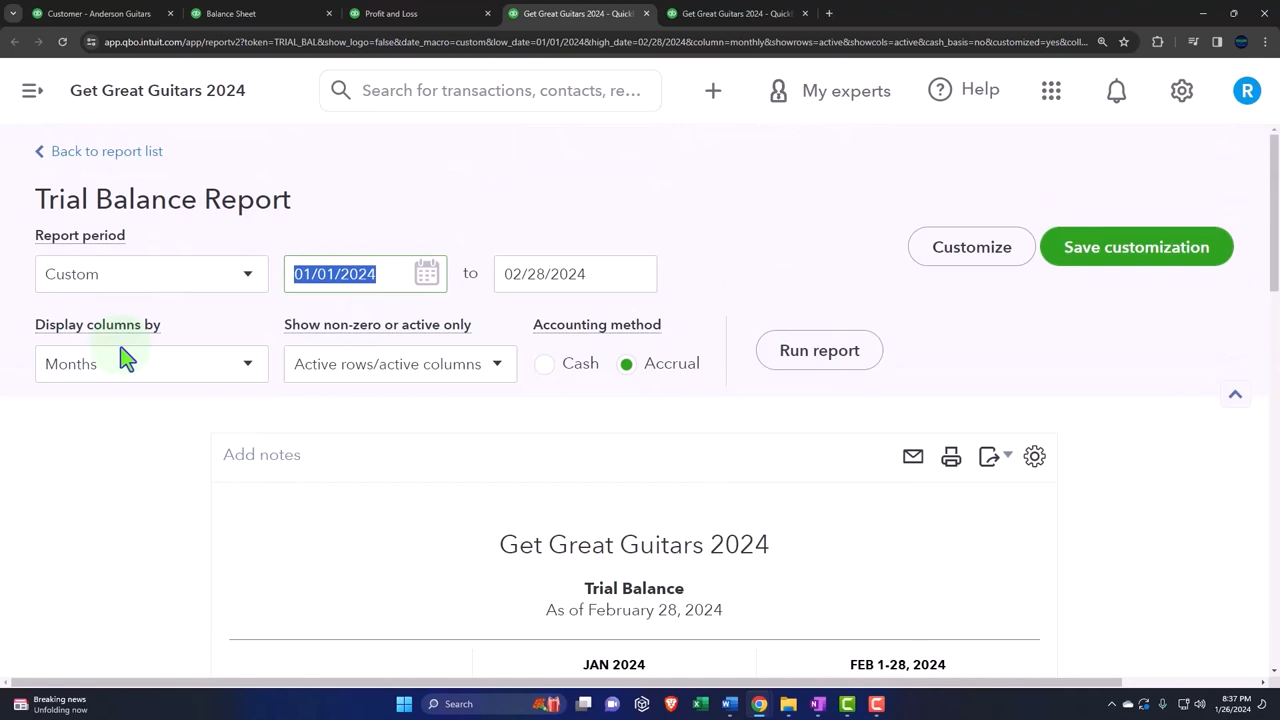 Customers - Anderson Guitars
Balance Sheet
Profit and Loss
Get Great Guitars 2024 - Quick
Get Great Guitars 2024 - Quick
app.qbo.intuit.com/app/reportv2?token=TRIAL_BAL&show_logo=false&date_macro=custom&low_date=01/01/2024&high_date=02/28/2024&column=monthly&showrows=active&showcols=active&cash_basis=no&customized=yes&coll...
Get Great Guitars 2024
Search for transactions, contacts, re...
My experts
Help
R
Back to report list
Trial Balance Report
Report period
Custom
01/01/2024
to
02/28/2024
Customize
Save customization
Display columns by
Show non-zero or active only
Accounting method
Months
Active rows/active columns
Cash
Accrual
Run report
Add notes
Get Great Guitars 2024
Trial Balance
As of February 28, 2024
JAN 2024
FEB 1-28, 2024
Breaking news
Unfolding now
Search
8:37 PM
1/26/2024